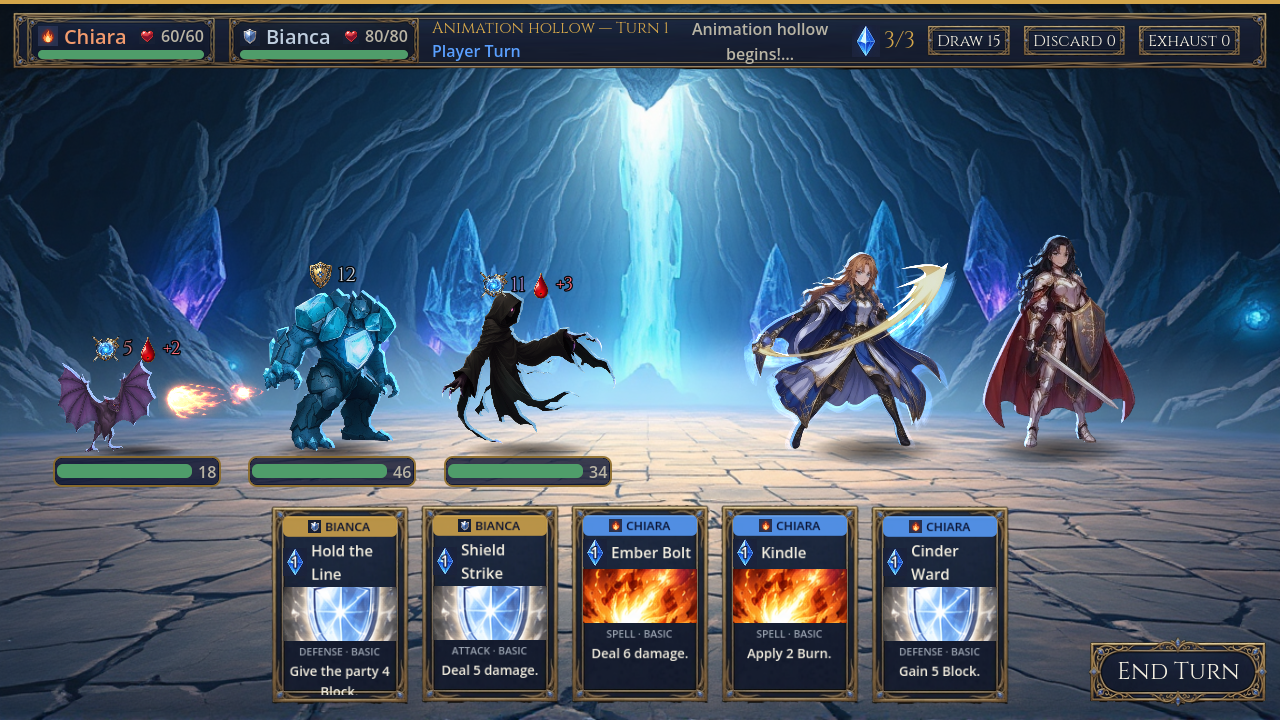 Chiara 60/60
Bianca 80/80
Animation hollow — Turn 1
Player Turn
Animation hollow
begins!...
3/3
Draw 15
Discard 0
Exhaust 0
12
11 +3
5 +2
18
46
34
BIANCA
1
Hold the
Line
DEFENSE · BASIC
Give the party 4
Block.
BIANCA
1
Shield
Strike
ATTACK · BASIC
Deal 5 damage.
CHIARA
1
Ember Bolt
SPELL · BASIC
Deal 6 damage.
CHIARA
1
Kindle
SPELL · BASIC
Apply 2 Burn.
CHIARA
1
Cinder
Ward
DEFENSE · BASIC
Gain 5 Block.
End Turn